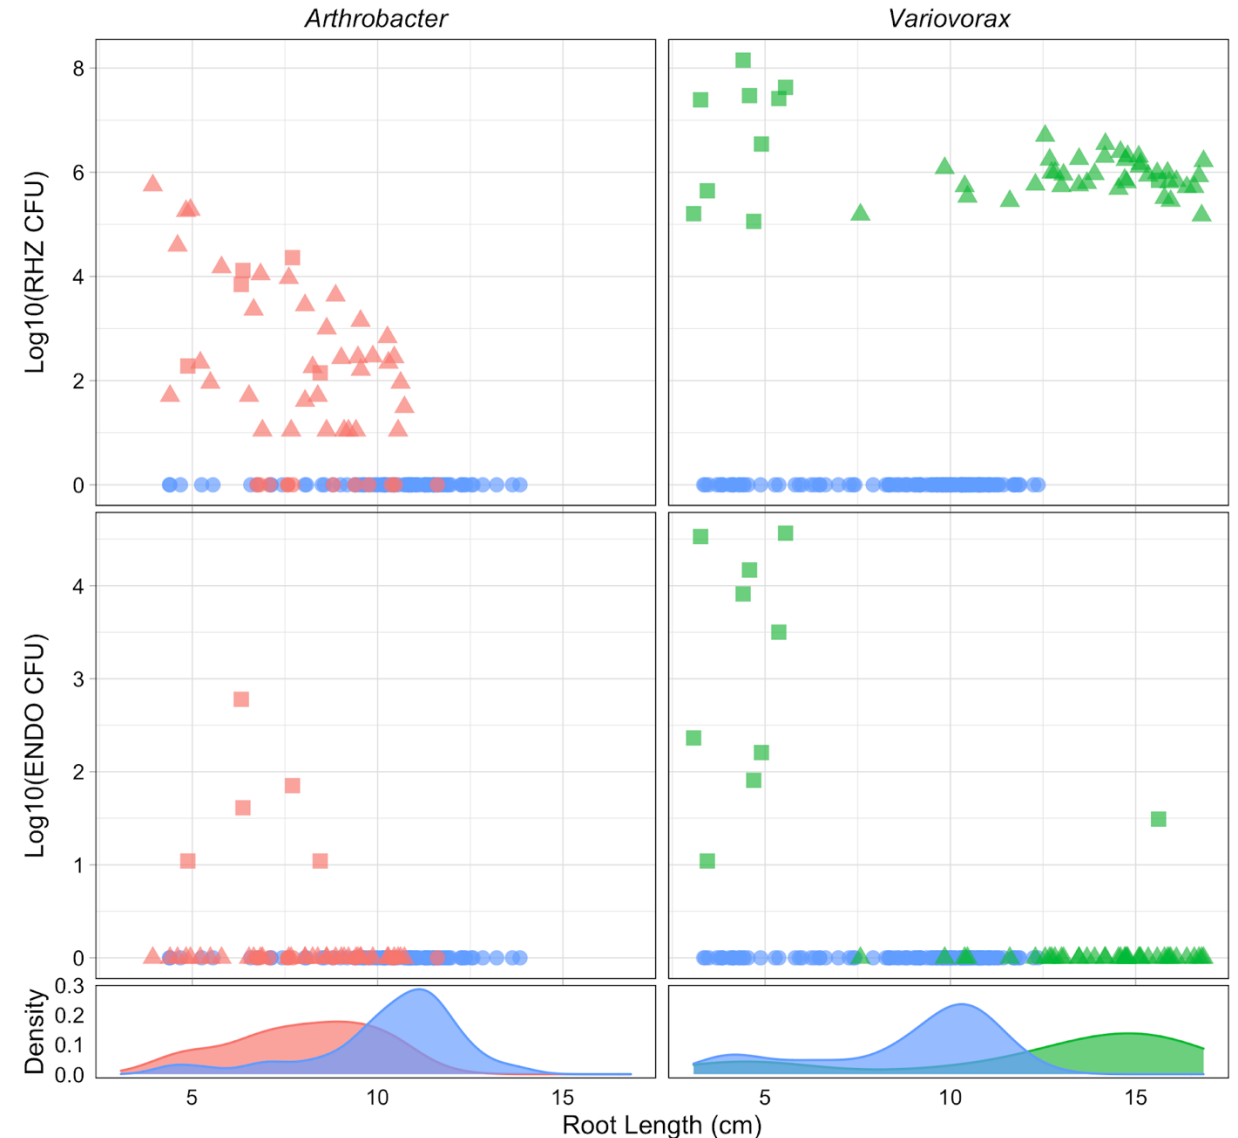 Arthrobacter
Variovorax
Log10(RHZ CFU)
8
6
4
2
0
Log10(ENDO CFU)
4
3
2
1
0
Density
0.3
0.2
0.1
0.0
5 10 15
5 10 15
Root Length (cm)